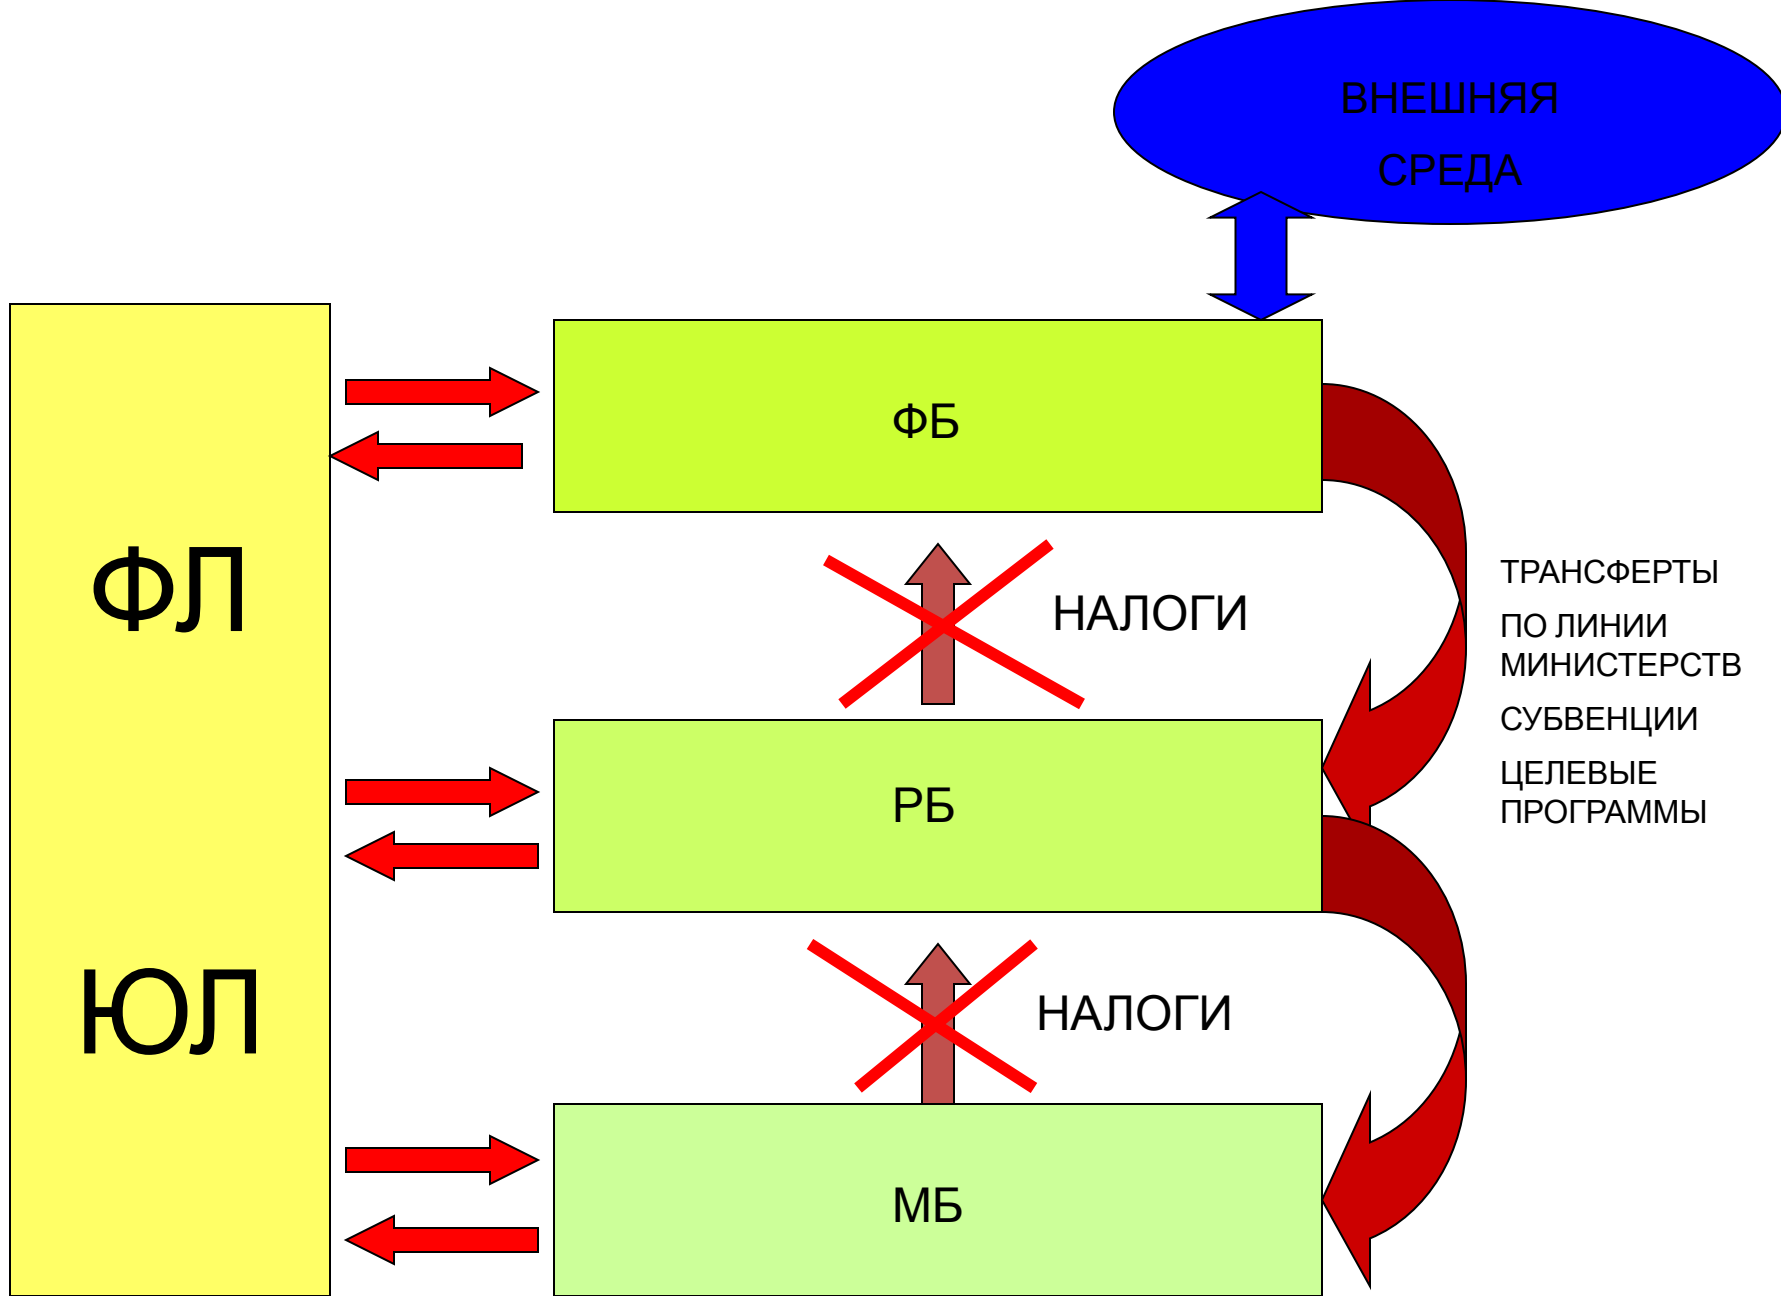 ВНЕШНЯЯ
СРЕДА
ФЛ
ЮЛ
ФБ
НАЛОГИ
РБ
НАЛОГИ
МБ
ТРАНСФЕРТЫ
ПО ЛИНИИ
МИНИСТЕРСТВ
СУБВЕНЦИИ
ЦЕЛЕВЫЕ
ПРОГРАММЫ